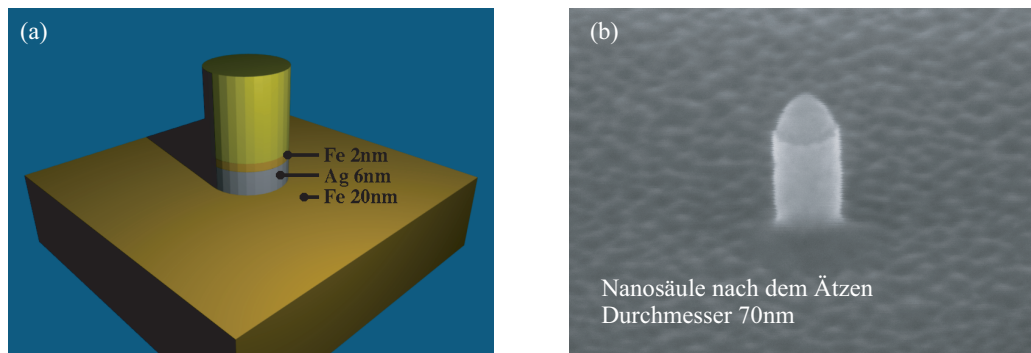 (a)
Fe 2nm
Ag 6nm
Fe 20nm
(b)
Nanosäule nach dem Ätzen
Durchmesser 70nm